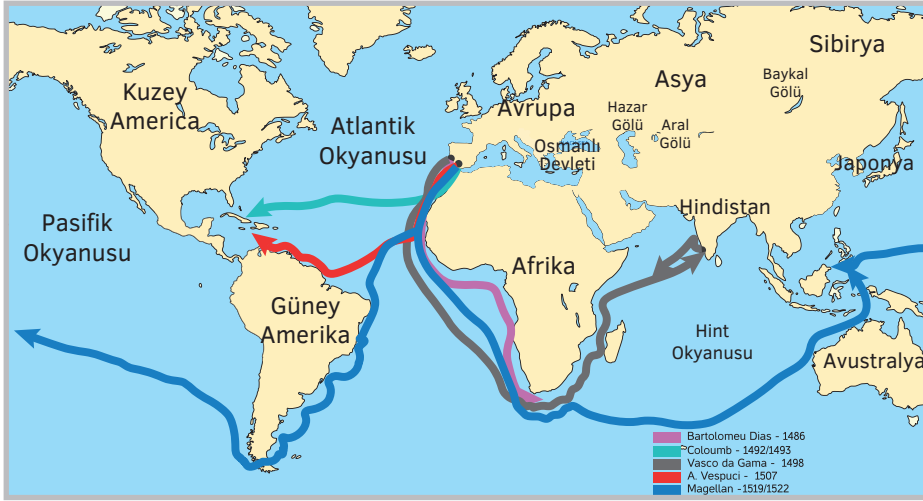 Sibirya
Asya
Baykal
Gölü
Kuzey
America
Avrupa
Hazar
Gölü
Aral
Gölü
Atlantik
Okyanusu
Osmanlı
Devleti
Japonya
Pasifik
Okyanusu
Hindistan
Afrika
Güney
Amerika
Hint
Okyanusu
Avustralya
Bartolomeu Dias - 1486
Coloumb - 1492/1493
Vasco da Gama - 1498
A. Vespuci - 1507
Magellan -1519/1522